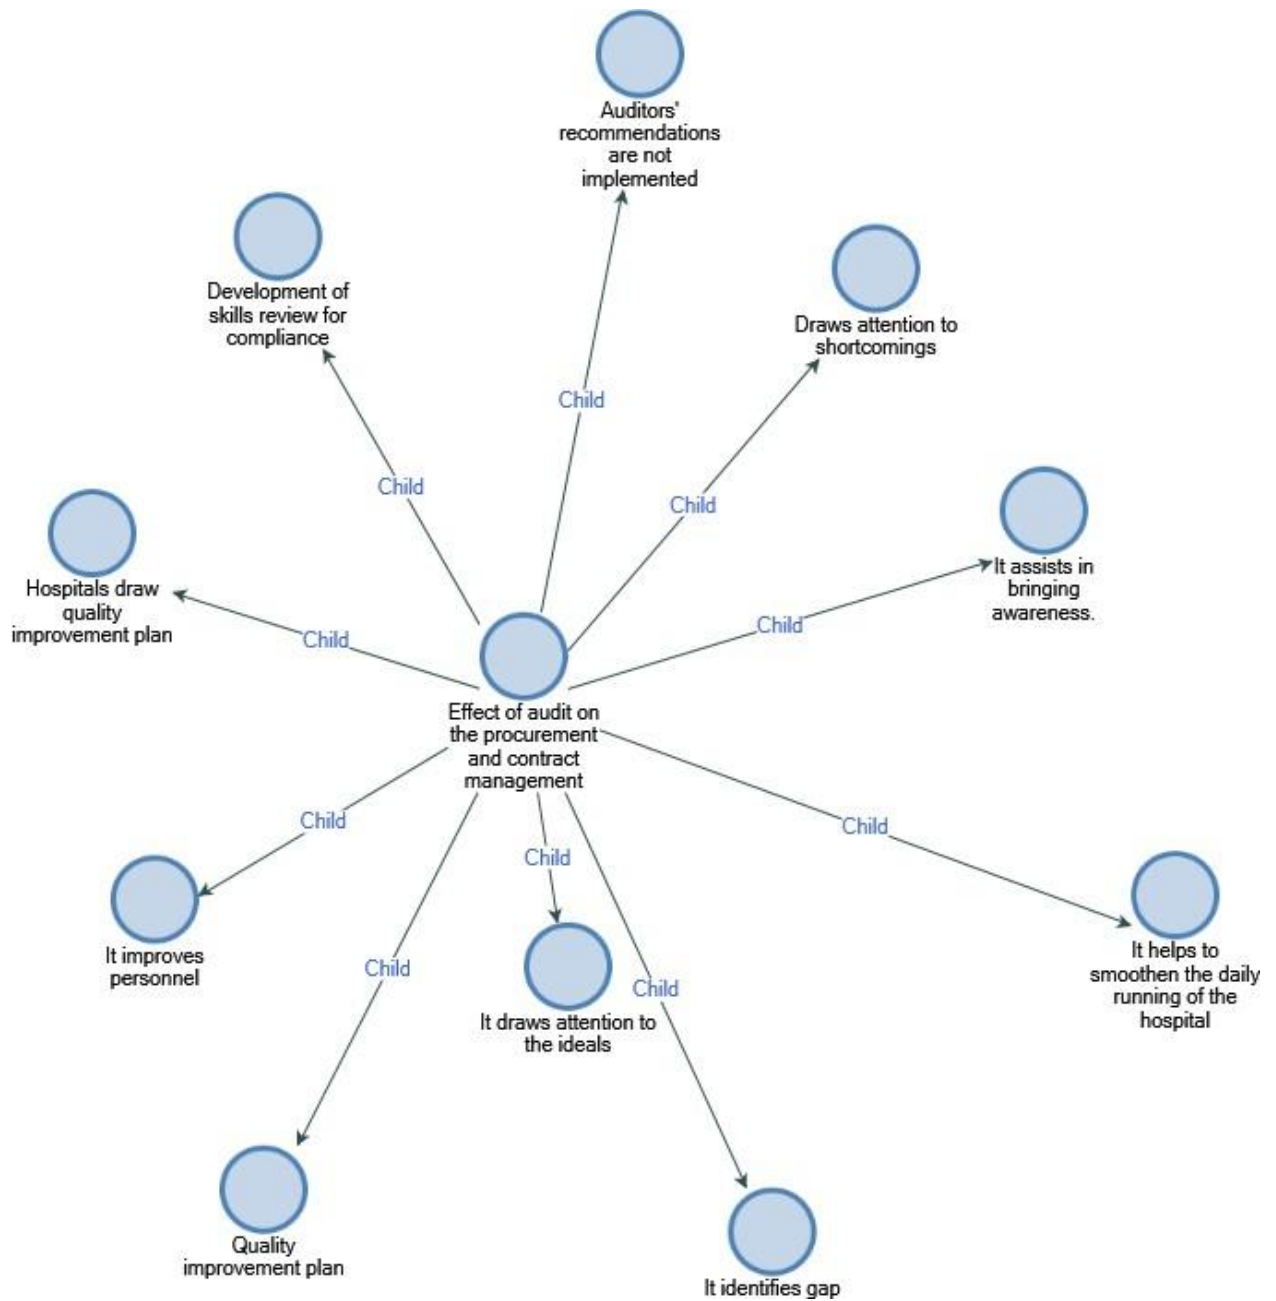 Auditors'
recommendations
are not
implemented
Development of
skills review for
compliance
Draws attention to
shortcomings
Child
Child
Child
Hospitals draw
quality
improvement plan
It assists in
bringing
awareness.
Child
Child
Effect of audit on
the procurement
and contract
management
Child
Child
Child
It improves
personnel
Child
Child
It draws attention to
the ideals
It helps to
smoothen the daily
running of the
hospital
Quality
improvement plan
It identifies gap